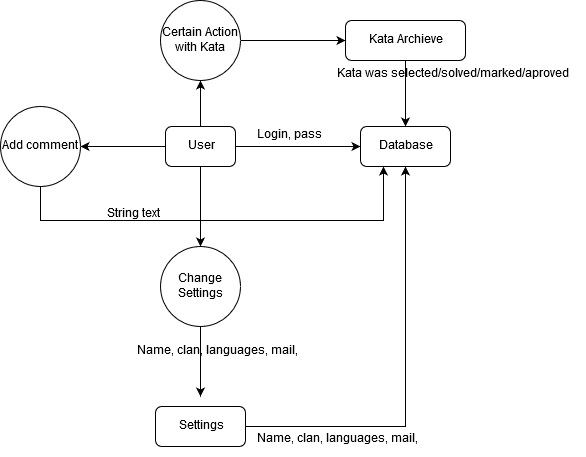 Certain Action
with Kata
Kata Archieve
Kata was selected/solved/marked/aproved
Add comment
User
Login, pass
Database
String text
Change
Settings
Name, clan, languages, mail,
Settings
Name, clan, languages, mail,